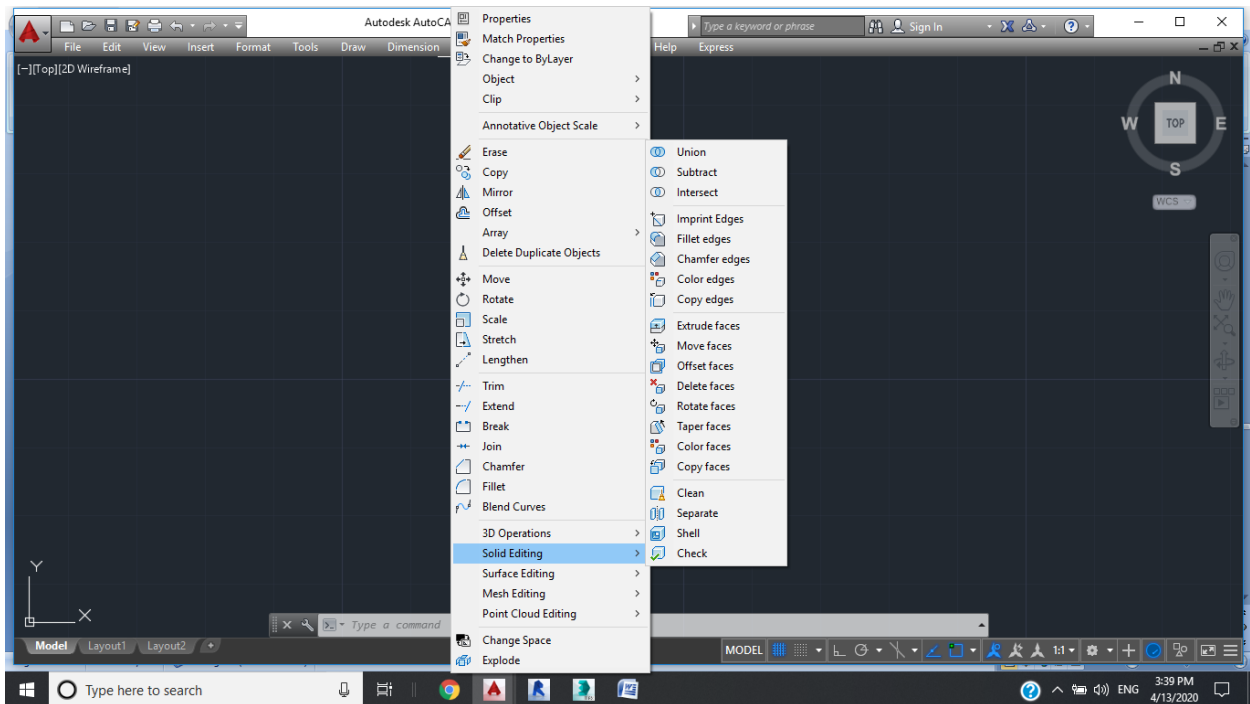 Autodesk AutoCA
Type a keyword or phrase
Sign In
File Edit View Insert Format Tools Draw Dimension
Help Express
[−][Top][2D Wireframe]
Properties
Match Properties
Change to ByLayer
Object
Clip
Annotative Object Scale
Erase
Copy
Mirror
Offset
Array
Delete Duplicate Objects
Move
Rotate
Scale
Stretch
Lengthen
Trim
Extend
Break
Join
Chamfer
Fillet
Blend Curves
3D Operations
Solid Editing
Surface Editing
Mesh Editing
Point Cloud Editing
Change Space
Explode
Union
Subtract
Intersect
Imprint Edges
Fillet edges
Chamfer edges
Color edges
Copy edges
Extrude faces
Move faces
Offset faces
Delete faces
Rotate faces
Taper faces
Color faces
Copy faces
Clean
Separate
Shell
Check
N
W TOP E
S
WCS
Y
X
Type a command
Model Layout1 Layout2 +
MODEL 1:1
Type here to search
ENG
3:39 PM
4/13/2020